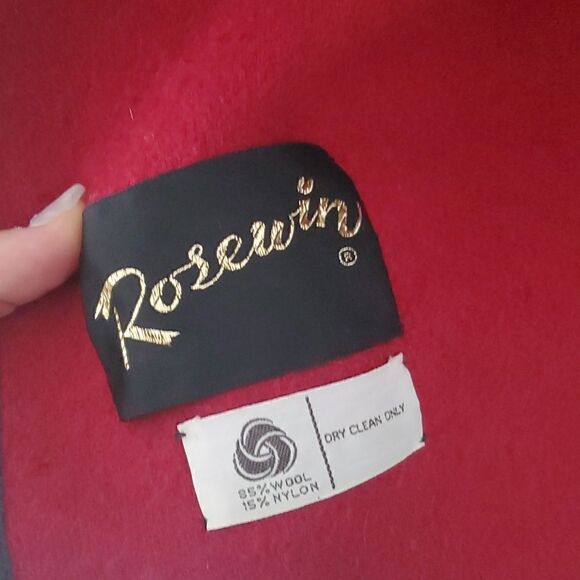 Rosewin ®
85% WOOL
15% NYLON
DRY CLEAN ONLY